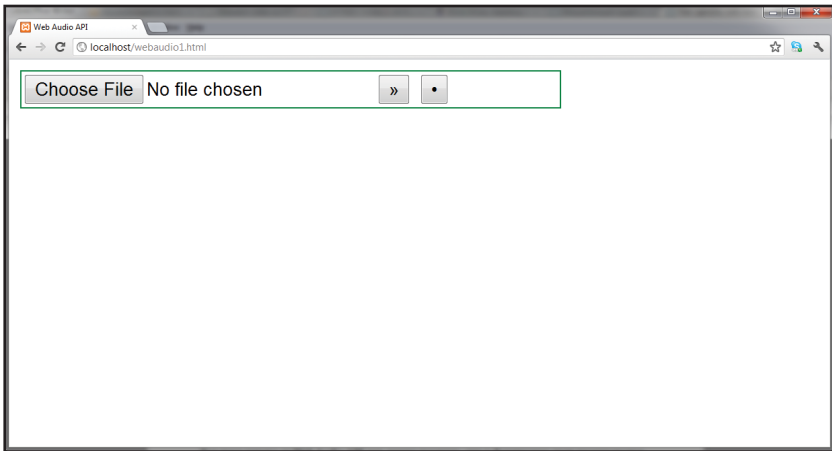 Web Audio API
localhost/webaudio1.html
Choose File No file chosen » •